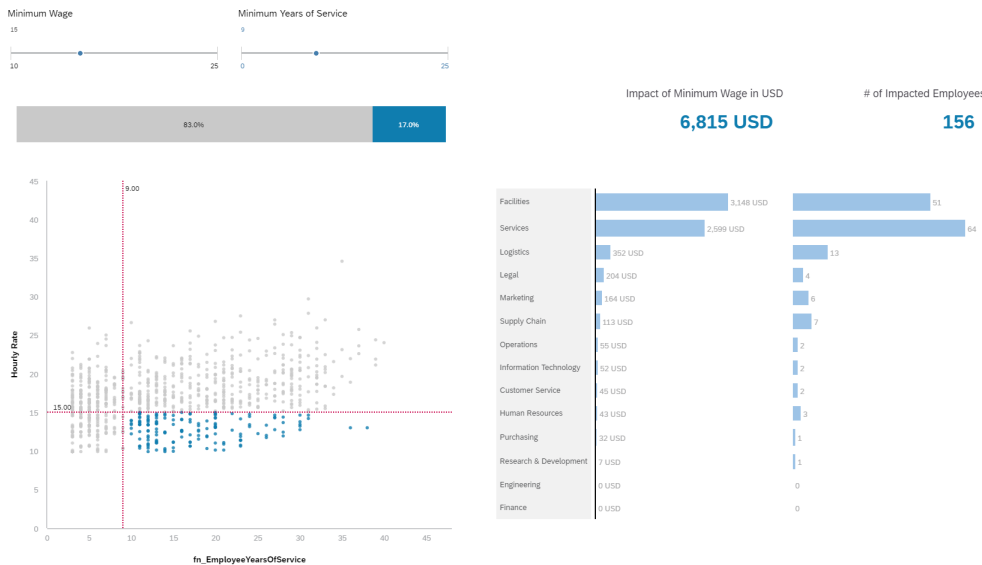 Minimum Wage
Minimum Years of Service
15
9
10
25
0
25
83.0%
17.0%
Impact of Minimum Wage in USD
# of Impacted Employees
6,815 USD
156
45
40
35
30
25
20
15
10
5
0
9.00
15.00
Hourly Rate
0
5
10
15
20
25
30
35
40
45
fn_EmployeeYearsOfService
Facilities 3,148 USD 51
Services 2,599 USD 64
Logistics 352 USD 13
Legal 204 USD 4
Marketing 164 USD 6
Supply Chain 113 USD 7
Operations 55 USD 2
Information Technology 52 USD 2
Customer Service 45 USD 2
Human Resources 43 USD 3
Purchasing 32 USD 1
Research & Development 7 USD 1
Engineering 0 USD 0
Finance 0 USD 0